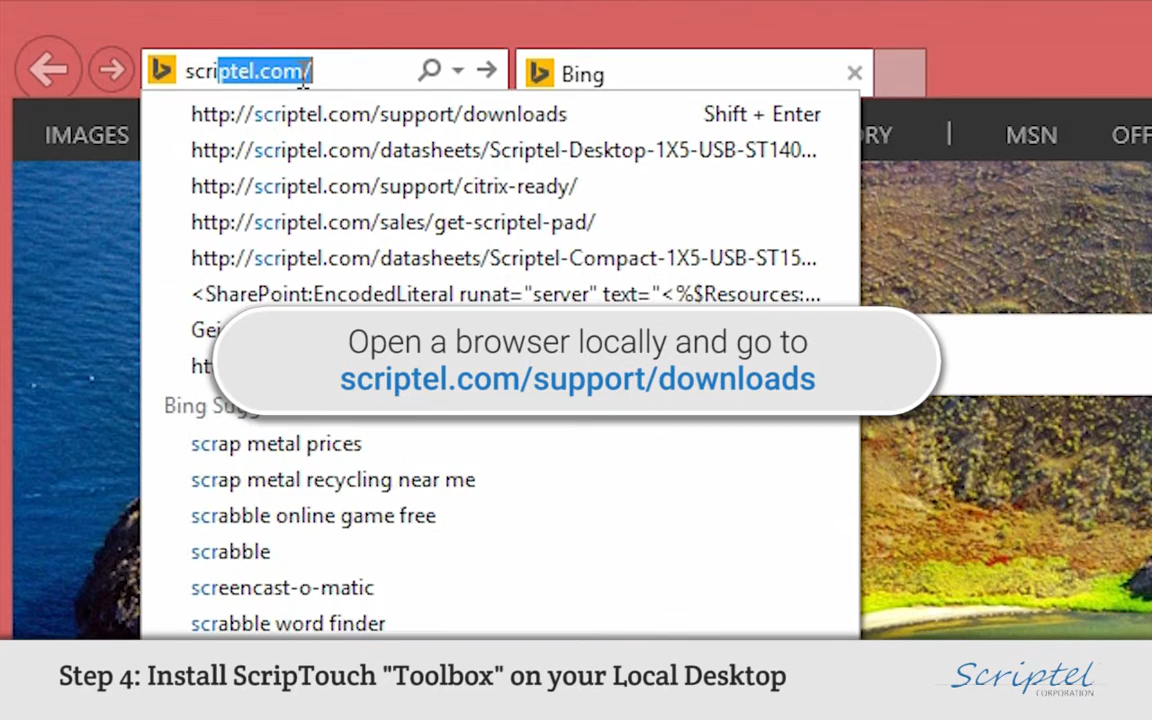 scriptel.com/
Bing
IMAGES
MSN
http://scriptel.com/support/downloads Shift + Enter
http://scriptel.com/datasheets/Scriptel-Desktop-1X5-USB-ST140...
http://scriptel.com/support/citrix-ready/
http://scriptel.com/sales/get-scriptel-pad/
http://scriptel.com/datasheets/Scriptel-Compact-1X5-USB-ST15...
<SharePoint:EncodedLiteral runat="server" text="<%$Resources:...
Open a browser locally and go to
scriptel.com/support/downloads
Bing
scrap metal prices
scrap metal recycling near me
scrabble online game free
scrabble
screencast-o-matic
scrabble word finder
Step 4: Install ScripTouch "Toolbox" on your Local Desktop
Scriptel
CORPORATION